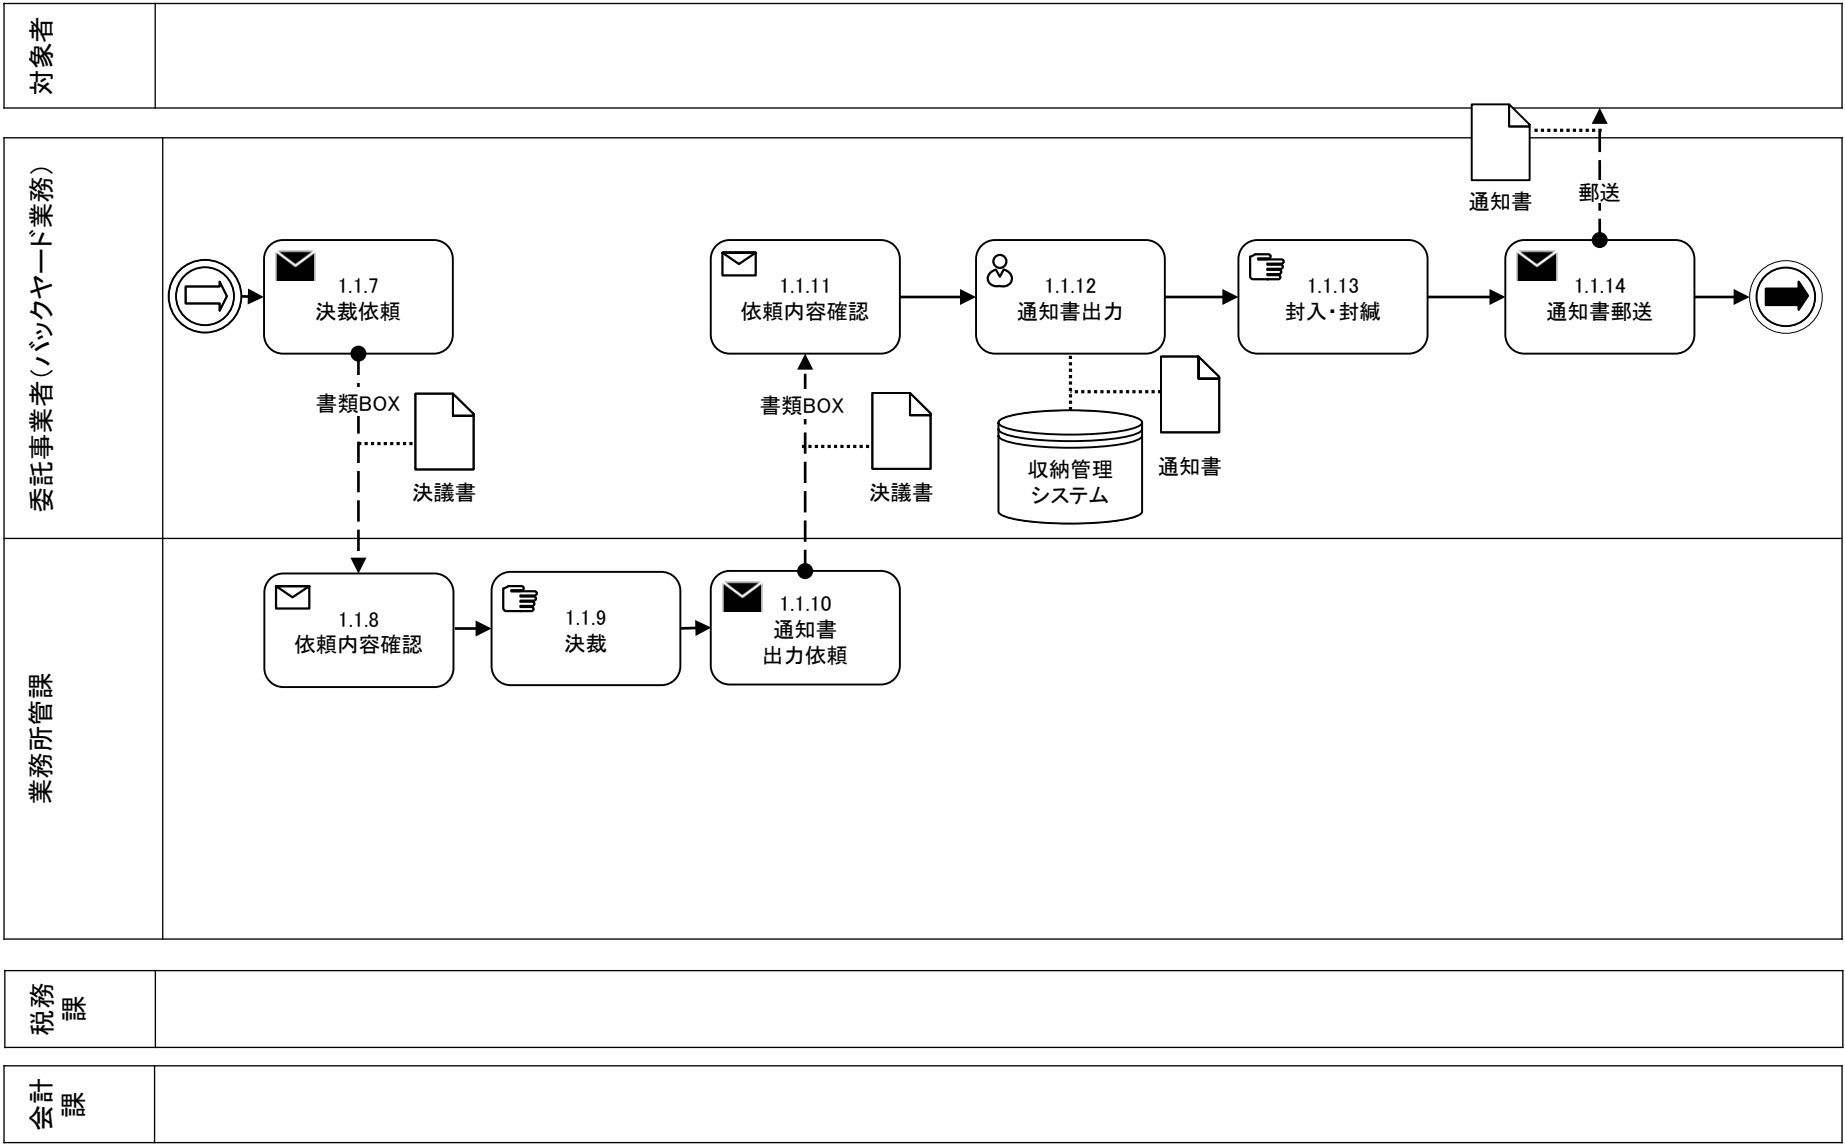 対象者
委託事業者(バックヤード業務)
通知書
郵送
1.1.7
決裁依頼
1.1.11
依頼内容確認
1.1.12
通知書出力
1.1.13
封入・封緘
1.1.14
通知書郵送
書類BOX
決議書
書類BOX
決議書
収納管理
システム
通知書
業務所管課
1.1.8
依頼内容確認
1.1.9
決裁
1.1.10
通知書
出力依頼
税務
課
会計
課